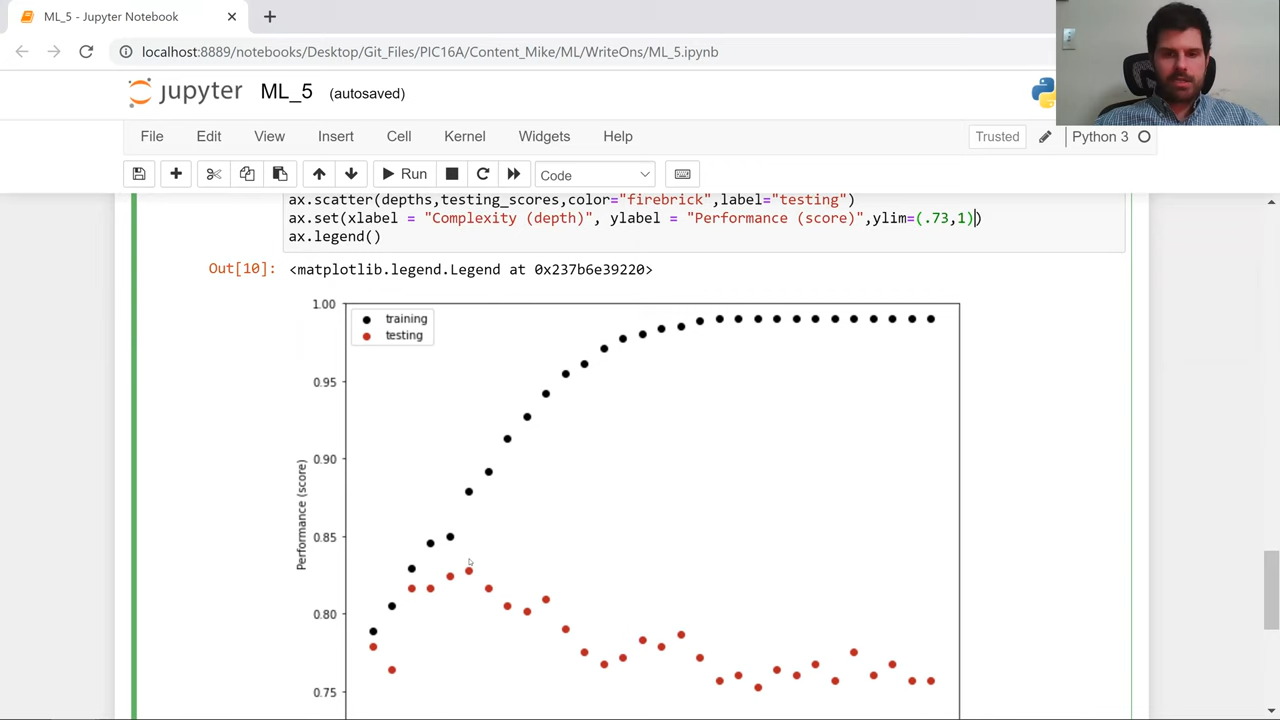 ML_5 - Jupyter Notebook
localhost:8889/notebooks/Desktop/Git_Files/PIC16A/Content_Mike/ML/WriteOns/ML_5.ipynb
jupyter ML_5 (autosaved)
File Edit View Insert Cell Kernel Widgets Help Trusted Python 3
Run Code
ax.scatter(depths,testing_scores,color="firebrick",label="testing")
ax.set(xlabel = "Complexity (depth)", ylabel = "Performance (score)",ylim=(.73,1))
ax.legend()
Out[10]: <matplotlib.legend.Legend at 0x237b6e39220>
1.00
training
testing
0.95
0.90
Performance (score)
0.85
0.80
0.75